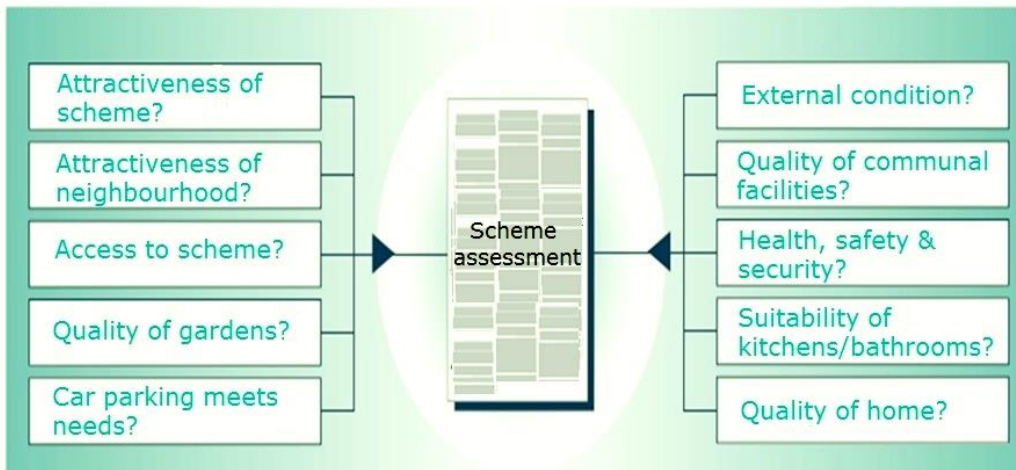 Attractiveness of
scheme?
Attractiveness of
neighbourhood?
Access to scheme?
Quality of gardens?
Car parking meets
needs?
Scheme
assessment
External condition?
Quality of communal
facilities?
Health, safety &
security?
Suitability of
kitchens/bathrooms?
Quality of home?